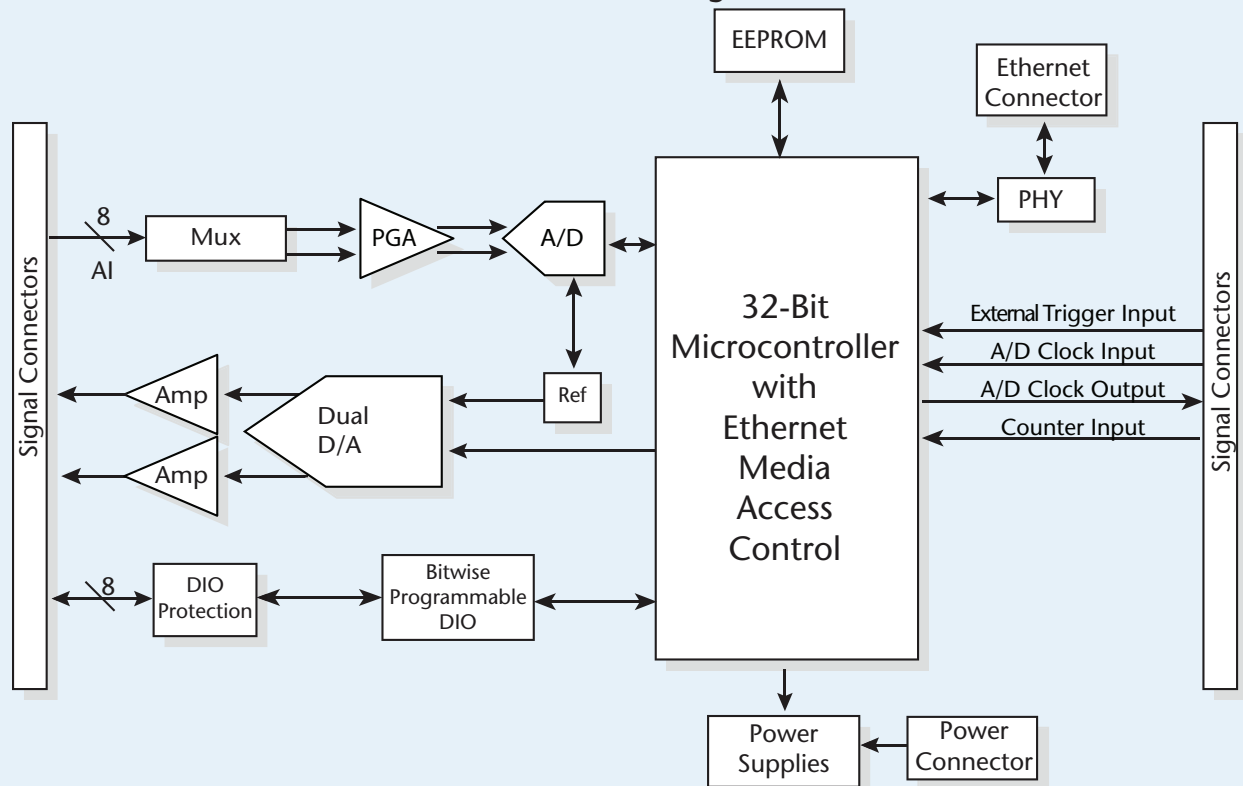 EEPROM
Ethernet
Connector
8
Mux
PGA
A/D
PHY
AI
Signal Connectors
32-Bit
Microcontroller
with
Ethernet
Media
Access
Control
External Trigger Input
A/D Clock Input
A/D Clock Output
Counter Input
Signal Connectors
Amp
Dual
D/A
Ref
Amp
8
DIO
Protection
Bitwise
Programmable
DIO
Power
Supplies
Power
Connector